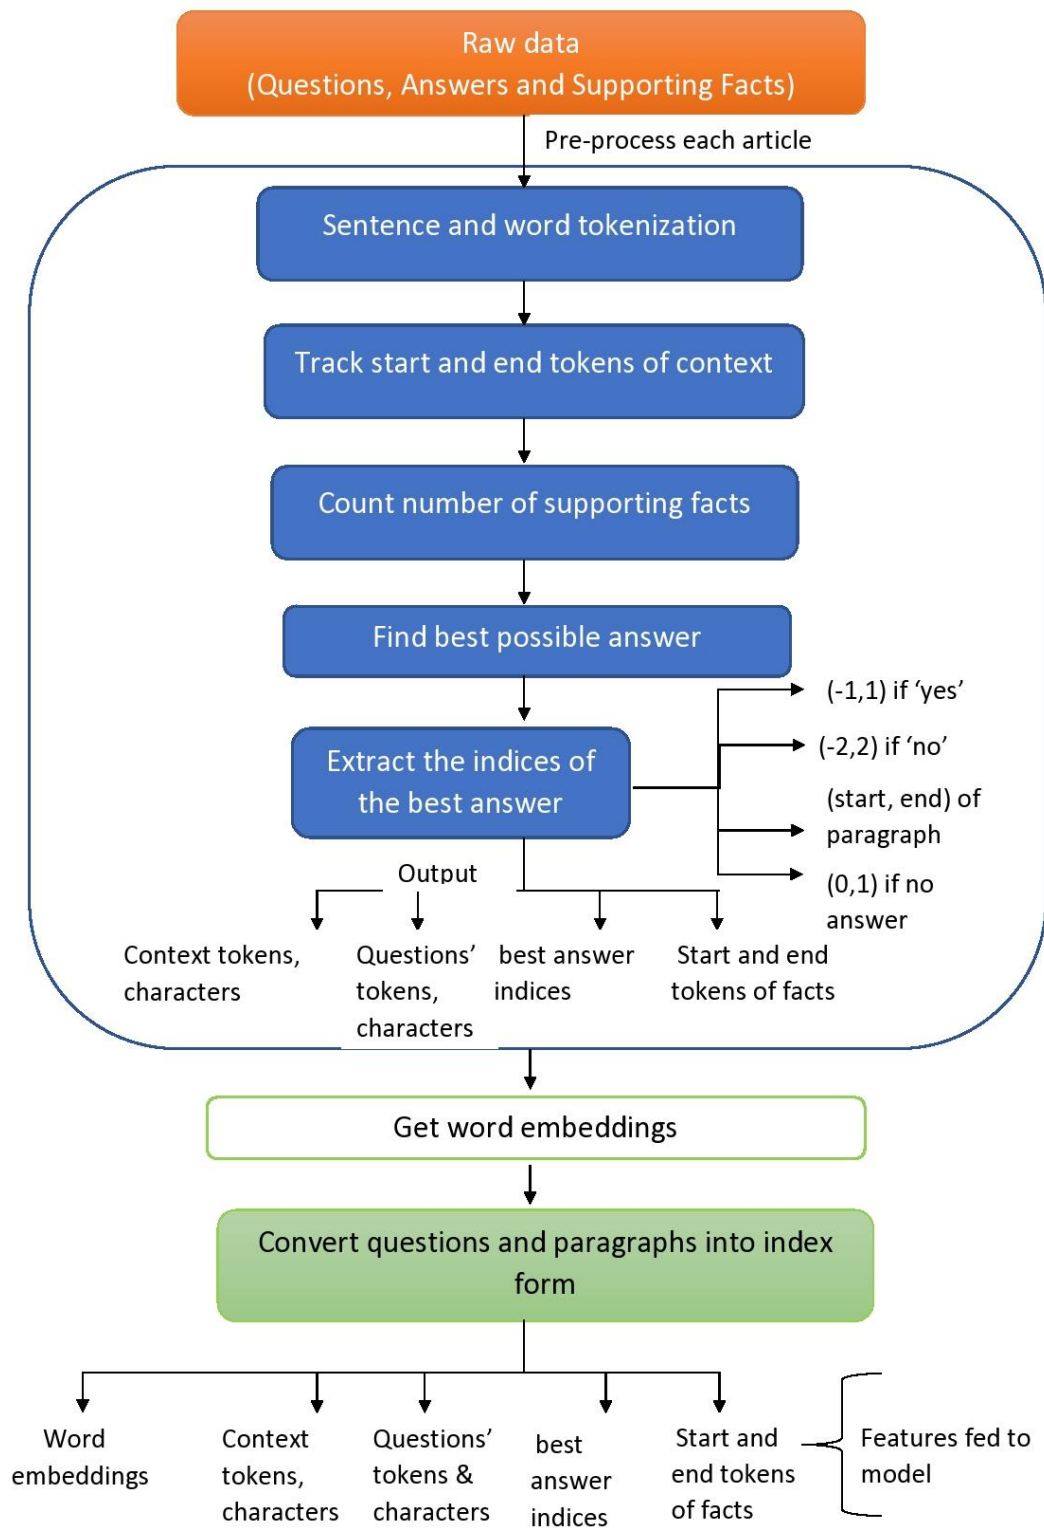 Raw data
(Questions, Answers and Supporting Facts)
Pre-process each article
Sentence and word tokenization
Track start and end tokens of context
Count number of supporting facts
Find best possible answer
Extract the indices of
the best answer
(-1,1) if ‘yes’
(-2,2) if ‘no’
(start, end) of
paragraph
(0,1) if no
answer
Output
Context tokens,
characters
Questions’
tokens,
characters
best answer
indices
Start and end
tokens of facts
Get word embeddings
Convert questions and paragraphs into index
form
Word
embeddings
Context
tokens,
characters
Questions’
tokens &
characters
best
answer
indices
Start and
end tokens
of facts
Features fed to
model